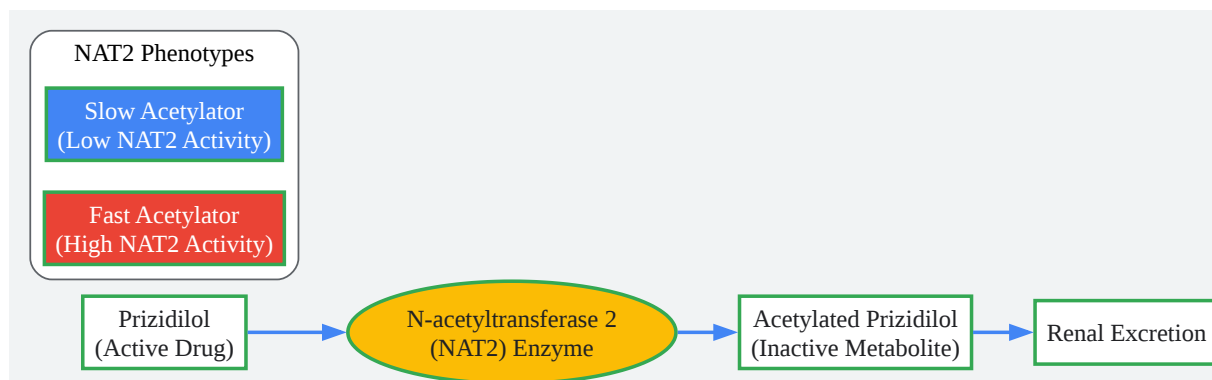 NAT2 Phenotypes
Slow Acetylator
(Low NAT2 Activity)
Fast Acetylator
(High NAT2 Activity)
Prizidilol
(Active Drug)
N-acetyltransferase 2
(NAT2) Enzyme
Acetylated Prizidilol
(Inactive Metabolite)
Renal Excretion